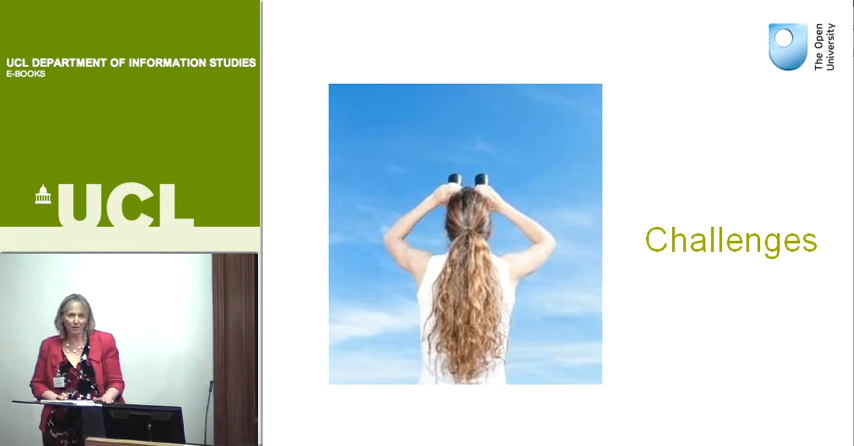 UCL DEPARTMENT OF INFORMATION STUDIES
E-BOOKS
UCL
The Open
University
Challenges